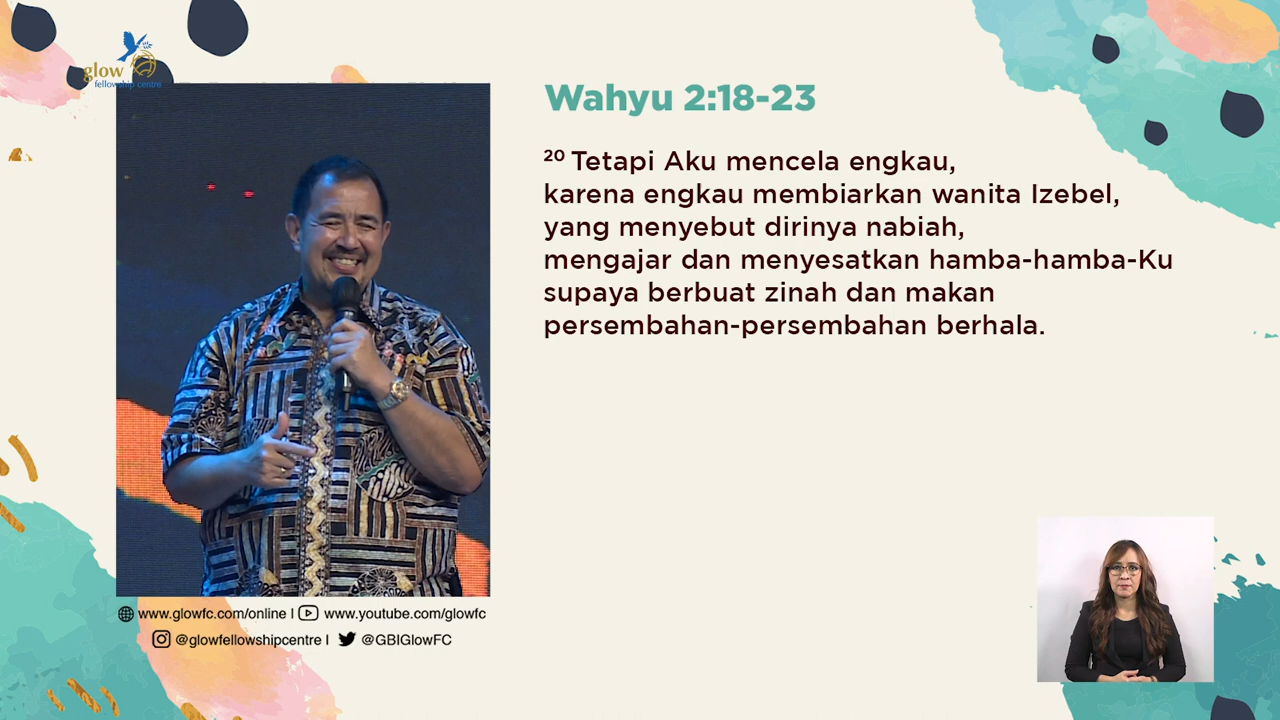 glow
fellowship centre
Wahyu 2:18-23
20 Tetapi Aku mencela engkau,
karena engkau membiarkan wanita Izebel,
yang menyebut dirinya nabiah,
mengajar dan menyesatkan hamba-hamba-Ku
supaya berbuat zinah dan makan
persembahan-persembahan berhala.
www.glowfc.com/online I www.youtube.com/glowfc
@glowfellowshipcentre I @GBIGlowFC